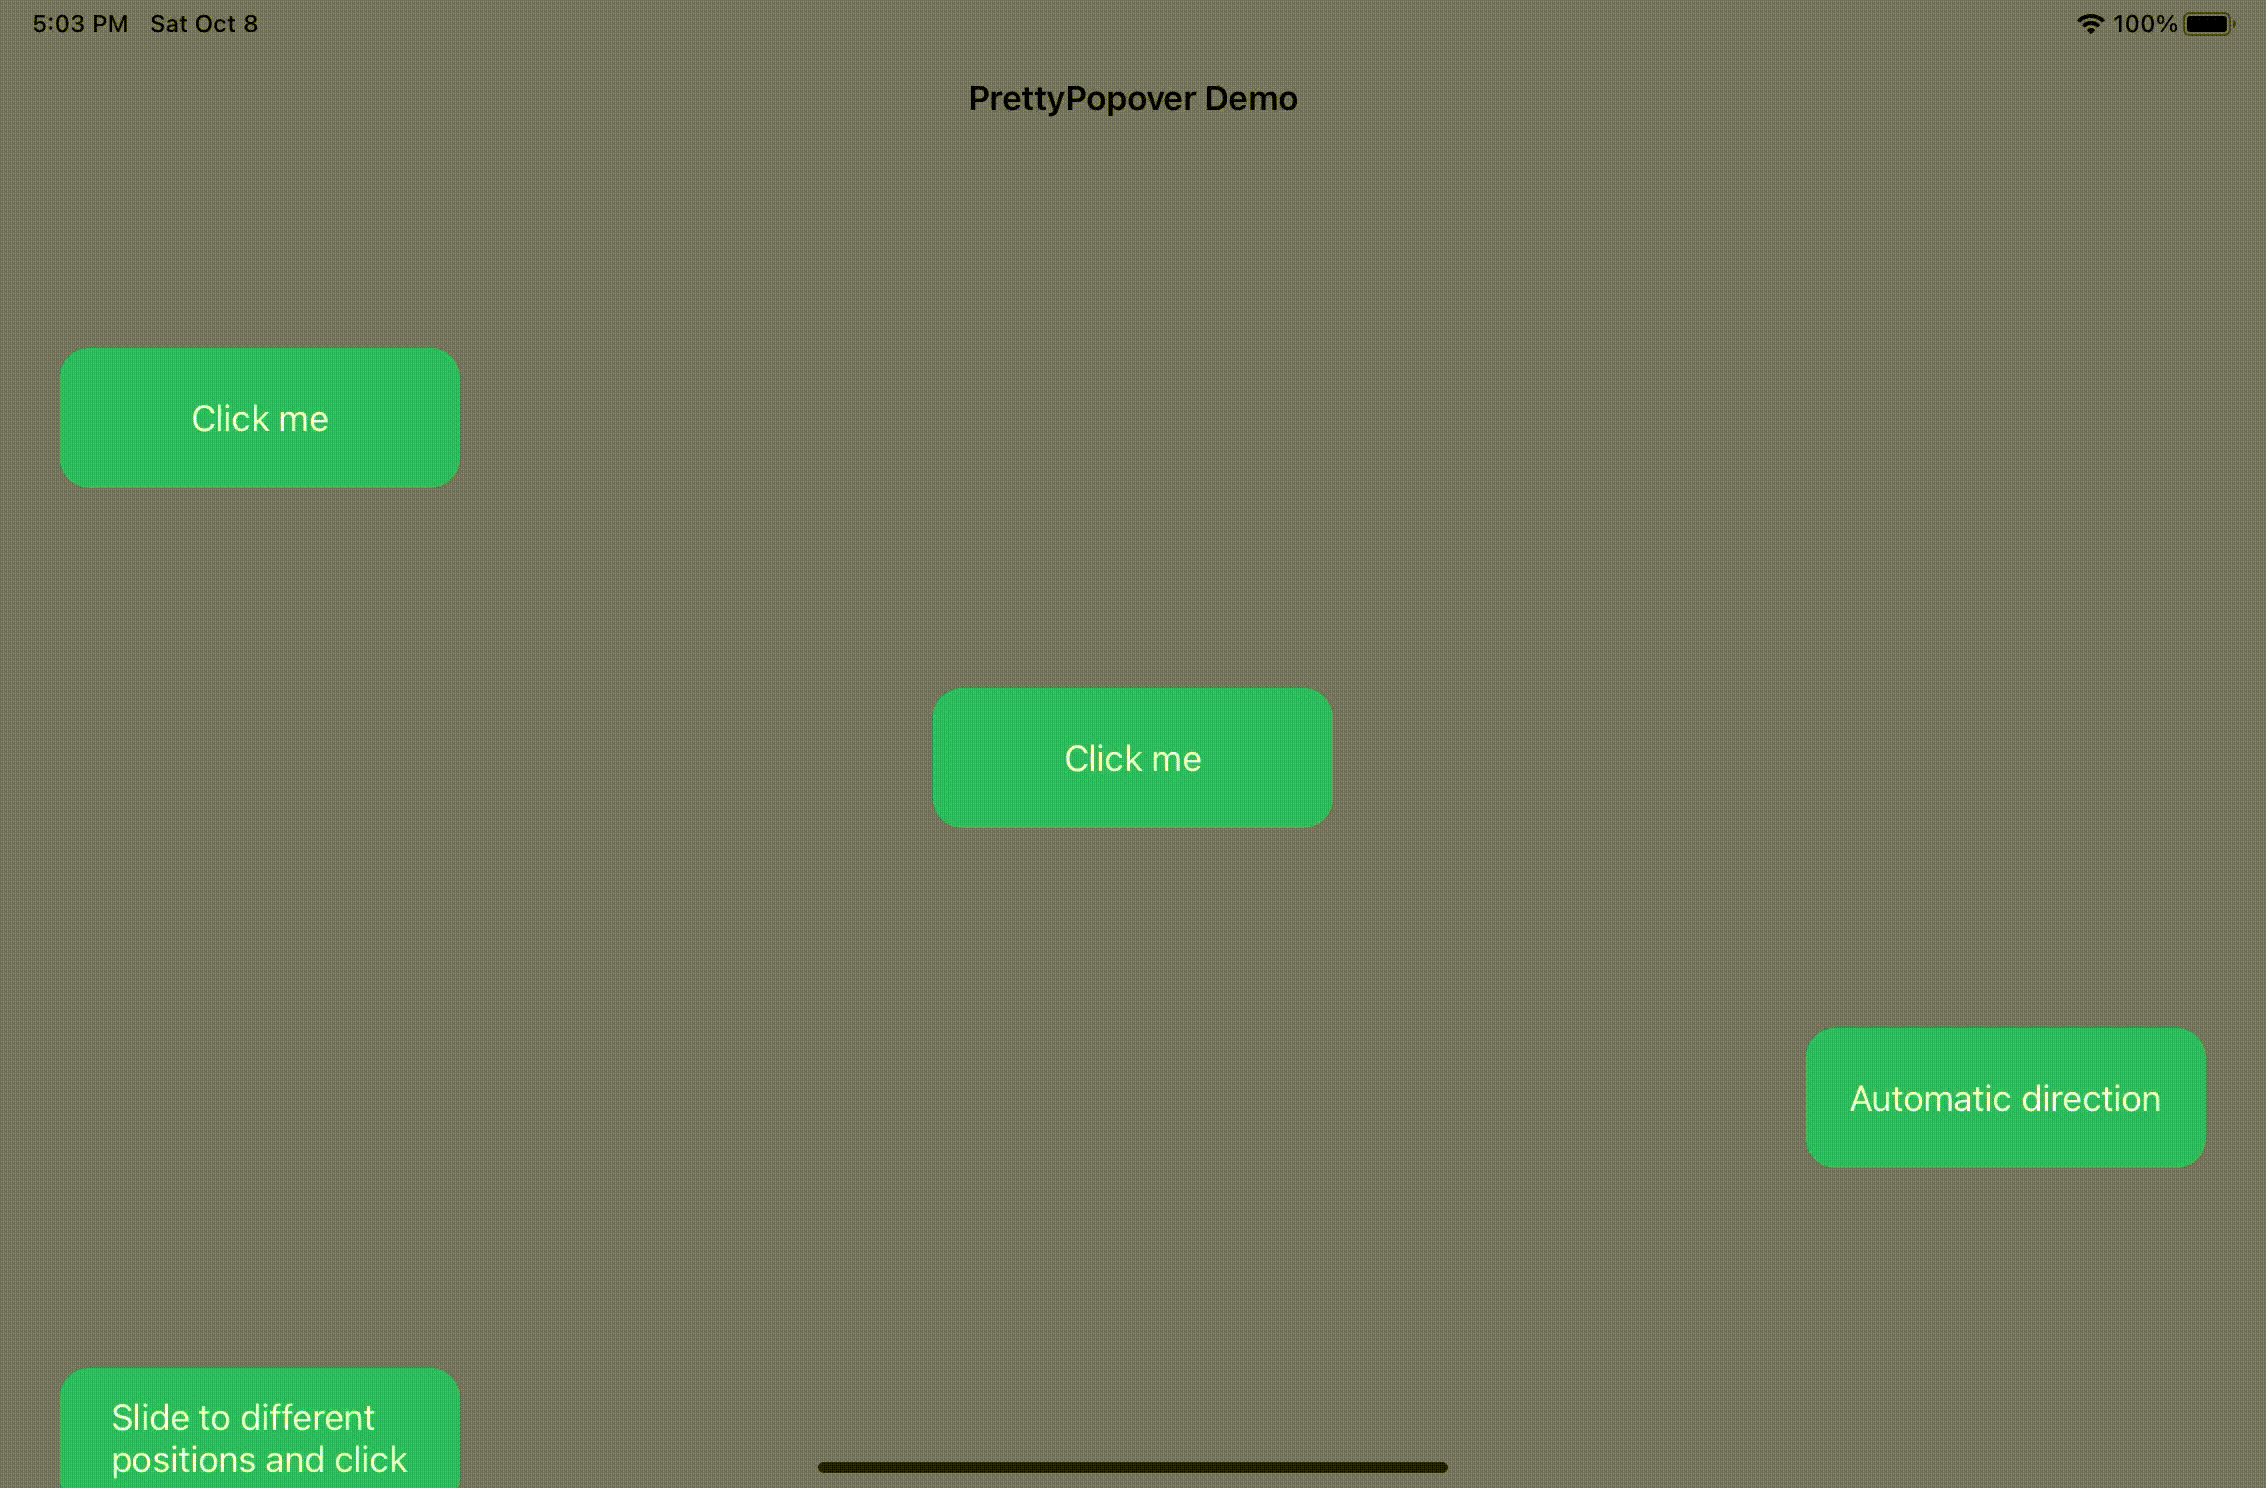 5:03 PM Sat Oct 8
100%
PrettyPopover Demo
Click me
Click me
Automatic direction
Slide to different
positions and click